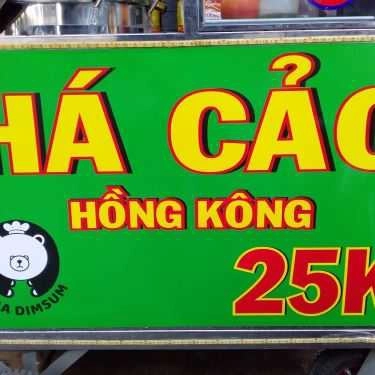 HÁ CẢO
HỒNG KÔNG
25K
A DIMSUM